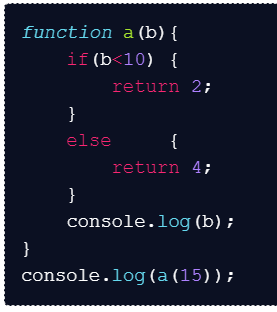 function a(b){
    if(b<10) {
        return 2;
    }
    else     {
        return 4;
    }
    console.log(b);
}
console.log(a(15));